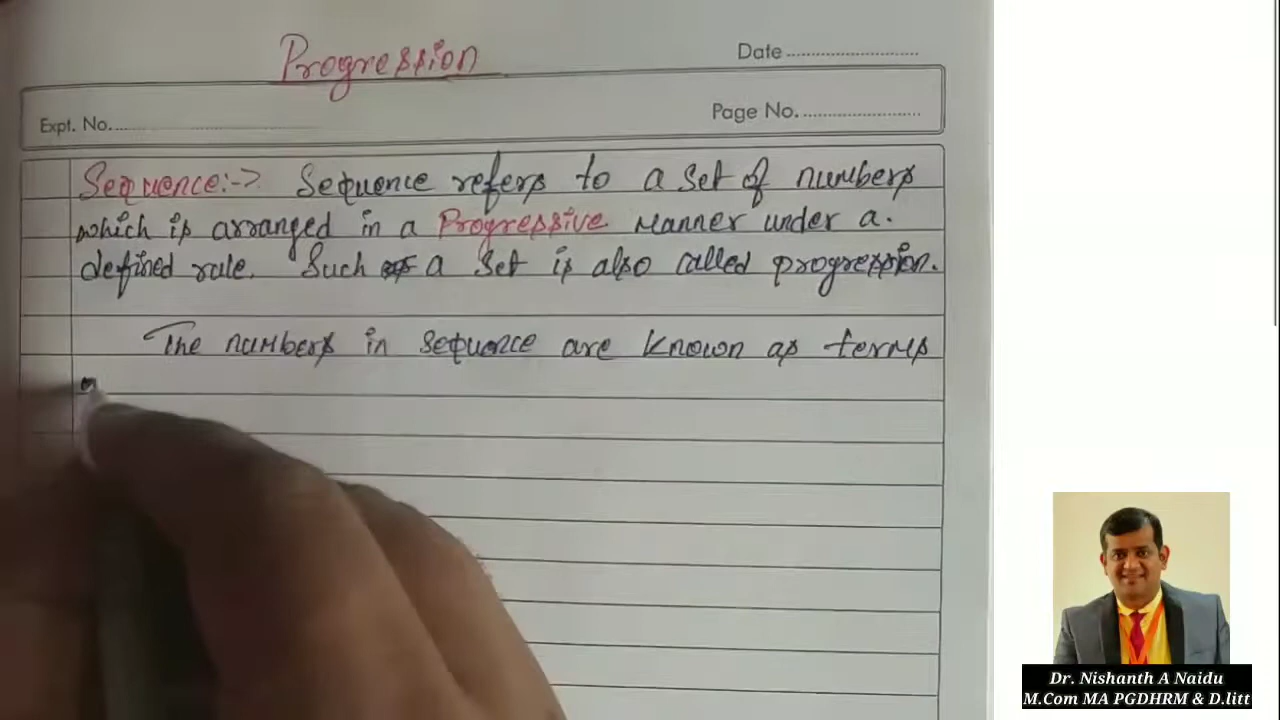 Progression
Date
Expt. No.
Page No.
Sequence:-> Sequence refers to a set of numbers
which is arranged in a Progressive manner under a.
defined rule. Such a set is also called progression.
The numbers in sequence are known as terms
Dr. Nishanth A Naidu
M.Com MA PGDHRM & D.litt